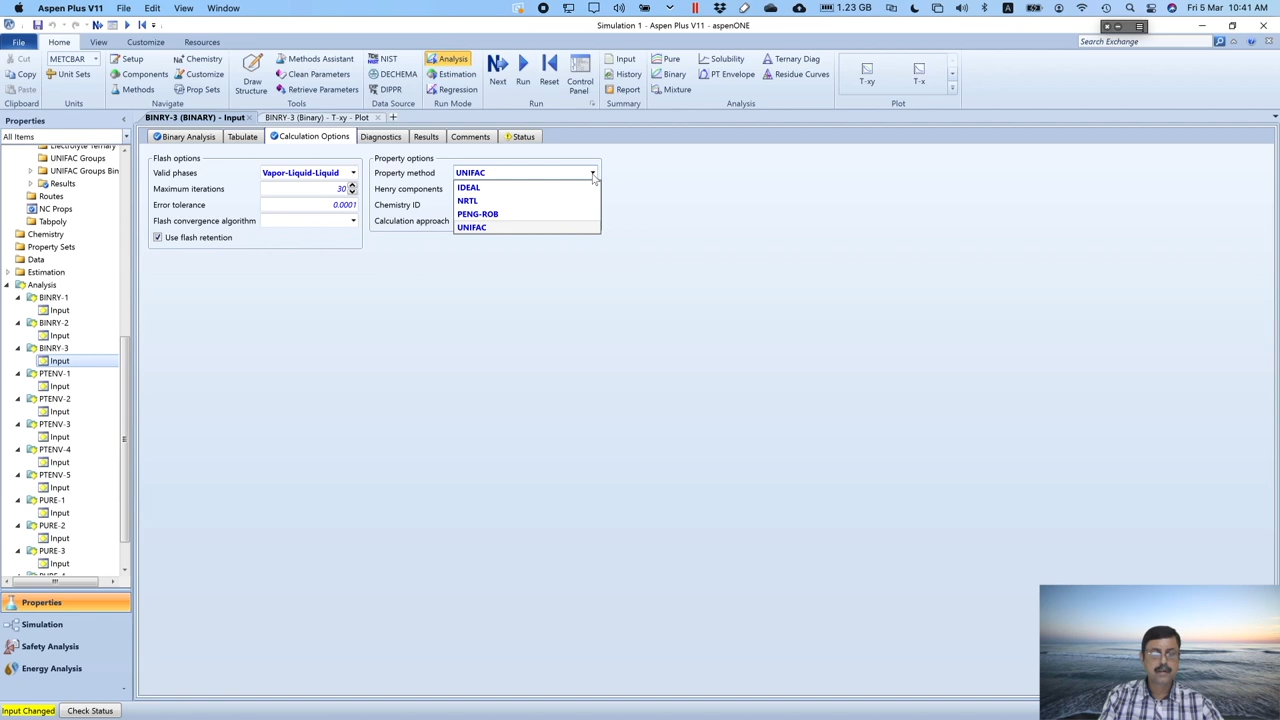 Aspen Plus V11 File Edit View Window 1.23 GB Fri 5 Mar 10:41 AM
Simulation 1 - Aspen Plus V11 - aspenONE
File Home View Customize Resources Search Exchange
Cut METCBAR Setup Chemistry Methods Assistant NIST Analysis Input Pure Solubility Ternary Diag
Copy Unit Sets Components Customize Clean Parameters DECHEMA Estimation History Binary PT Envelope Residue Curves
Paste Methods Prop Sets Retrieve Parameters DIPPR Regression Report Mixture
Draw Structure Next Run Reset Control Panel T-xy T-x
Clipboard Units Navigate Tools Data Source Run Mode Run Summary Analysis Plot
Properties
All Items
BINRY-3 (BINARY) - Input BINRY-3 (Binary) - T-xy - Plot
Binary Analysis Tabulate Calculation Options Diagnostics Results Comments Status
Flash options
Valid phases Vapor-Liquid-Liquid
Maximum iterations 30
Error tolerance 0.0001
Flash convergence algorithm
Use flash retention
Property options
Property method UNIFAC
Henry components
Chemistry ID
Calculation approach
IDEAL
NRTL
PENG-ROB
UNIFAC
UNIFAC Groups
UNIFAC Groups Bin
Results
Routes
NC Props
Tabpoly
Chemistry
Property Sets
Data
Estimation
Analysis
BINRY-1
Input
BINRY-2
Input
BINRY-3
Input
PTENV-1
Input
PTENV-2
Input
PTENV-3
Input
PTENV-4
Input
PTENV-5
Input
PURE-1
Input
PURE-2
Input
PURE-3
Input
Properties
Simulation
Safety Analysis
Energy Analysis
Input Changed Check Status